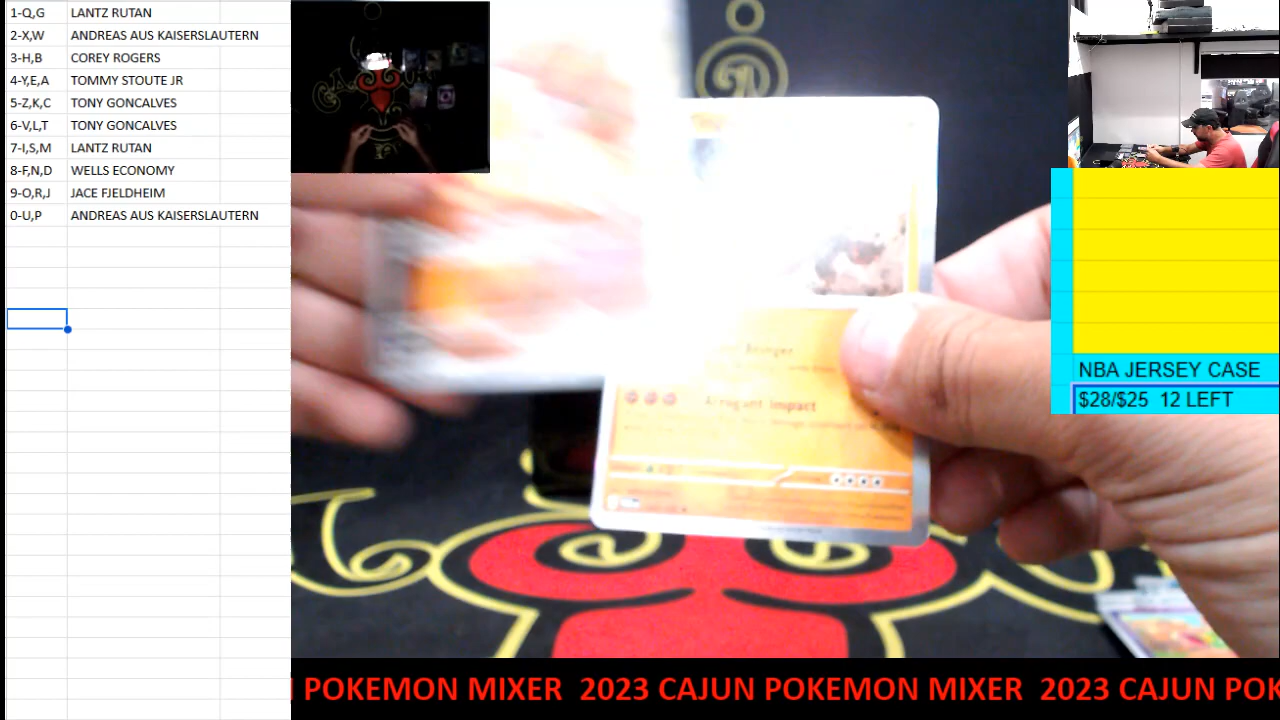 1-Q,G LANTZ RUTAN
2-X,W ANDREAS AUS KAISERSLAUTERN
3-H,B COREY ROGERS
4-Y,E,A TOMMY STOUTE JR
5-Z,K,C TONY GONCALVES
6-V,L,T TONY GONCALVES
7-I,S,M LANTZ RUTAN
8-F,N,D WELLS ECONOMY
9-O,R,J JACE FJELDHEIM
0-U,P ANDREAS AUS KAISERSLAUTERN
Arrogant Impact
NBA JERSEY CASE
$28/$25 12 LEFT
POKEMON MIXER 2023 CAJUN POKEMON MIXER 2023 CAJUN POK